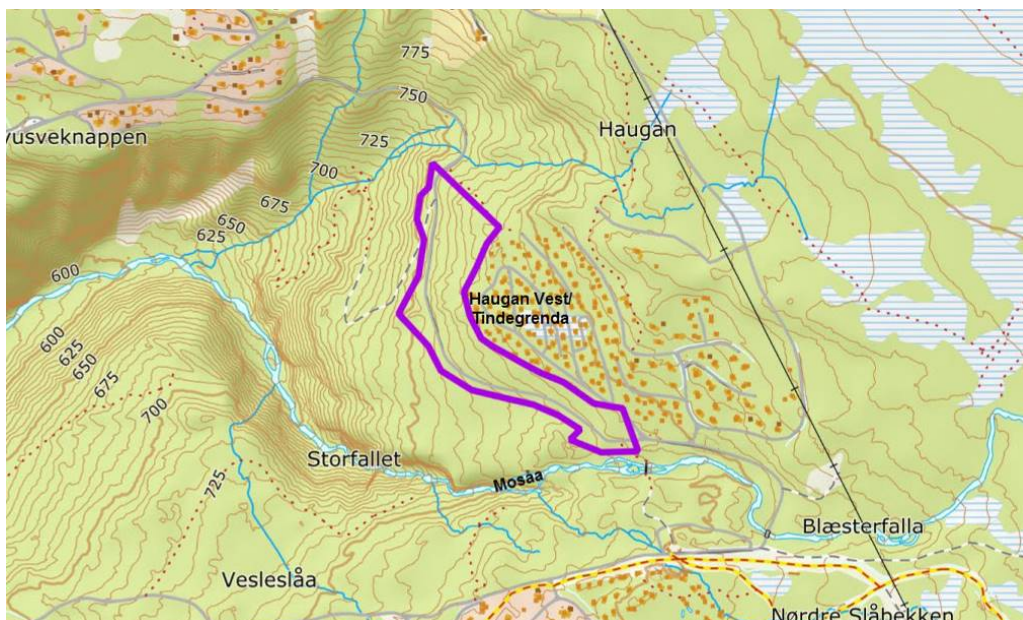 775
750
725
700
675
650
625
600
yusveknappen
Haugan
Haugan Vest/
Tindegrenda
600
625
650
675
700
725
Storfallet
Mosåa
Blæsterfalla
Vesleslåa
Nørdre Slåbekken